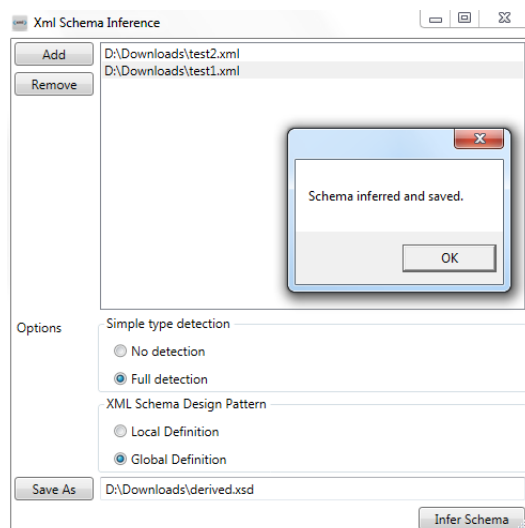 Xml Schema Inference
Add
D:\Downloads\test2.xml
D:\Downloads\test1.xml
Remove
Schema inferred and saved.
OK
Options
Simple type detection
No detection
Full detection
XML Schema Design Pattern
Local Definition
Global Definition
Save As
D:\Downloads\derived.xsd
Infer Schema